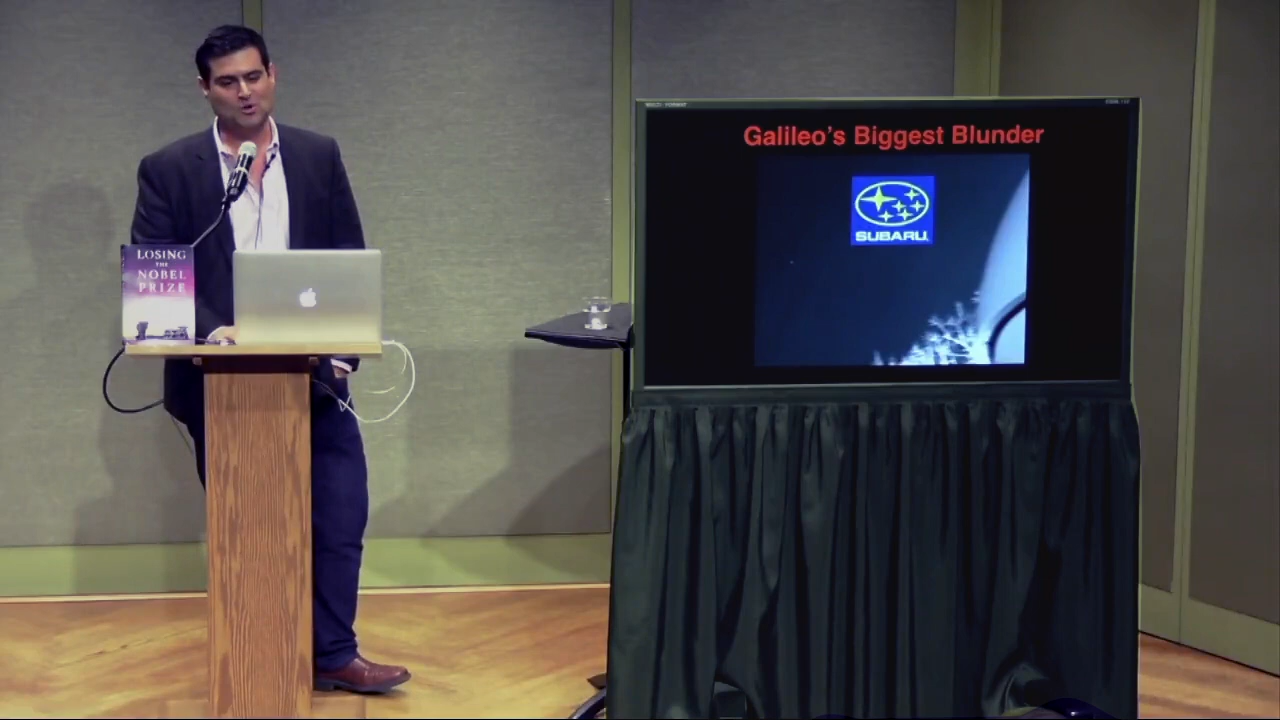 Galileo's Biggest Blunder
SUBARU
LOSING
THE
NOBEL
PRIZE